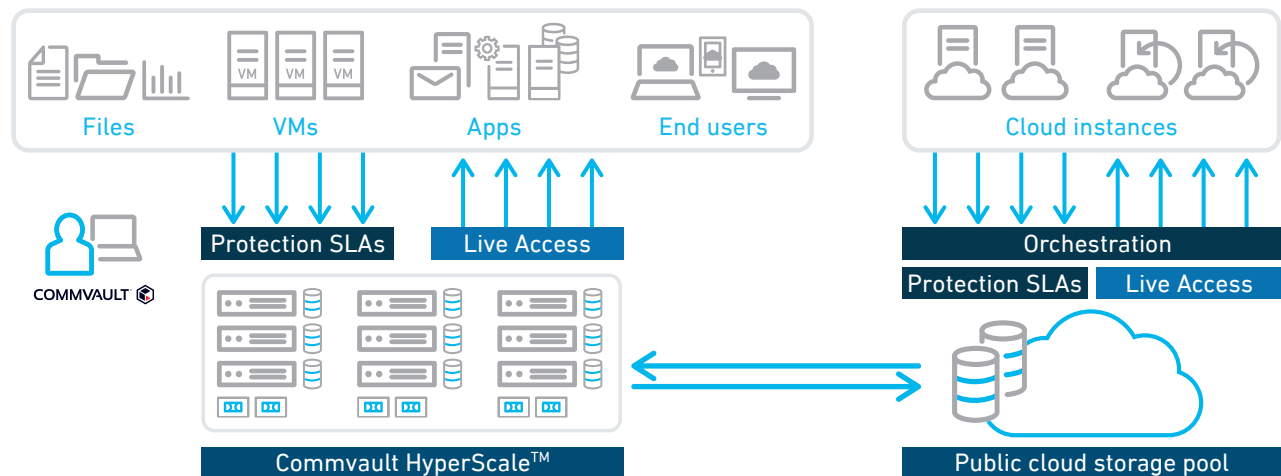 VM VM VM
Files VMs Apps End users Cloud instances
Protection SLAs Live Access Orchestration
COMMVAULT Protection SLAs Live Access
Commvault HyperScale™ Public cloud storage pool